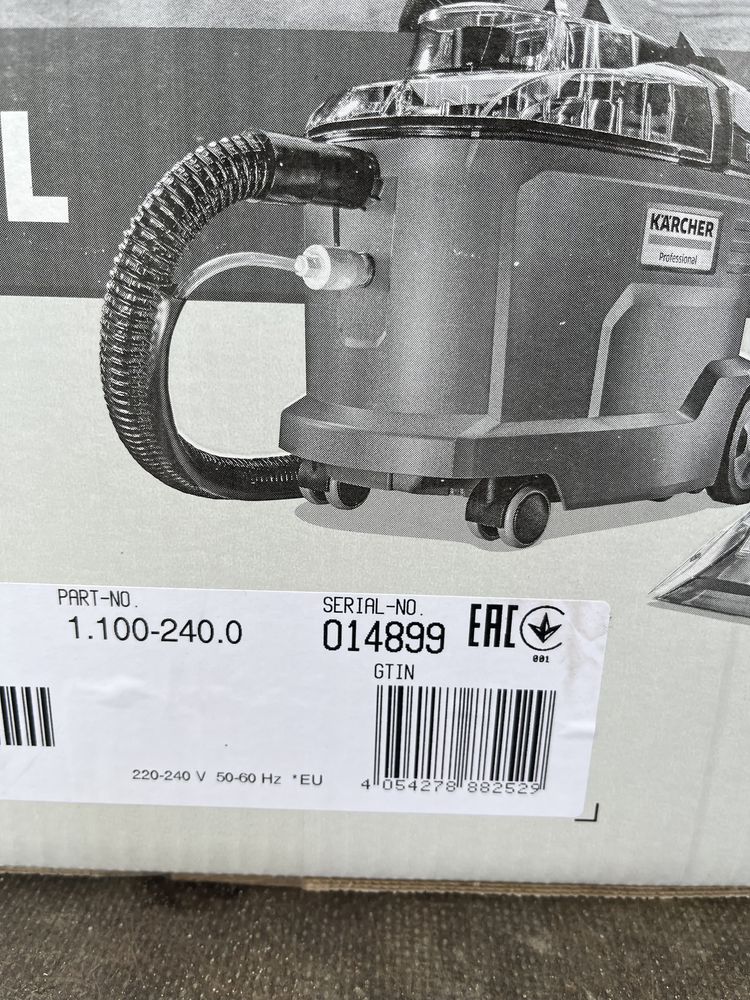 L
KÄRCHER
Professional
PART-NO.
1.100-240.0
SERIAL-NO.
014899
EAC
001
GTIN
220-240 V 50-60 Hz *EU
4 054278 882529